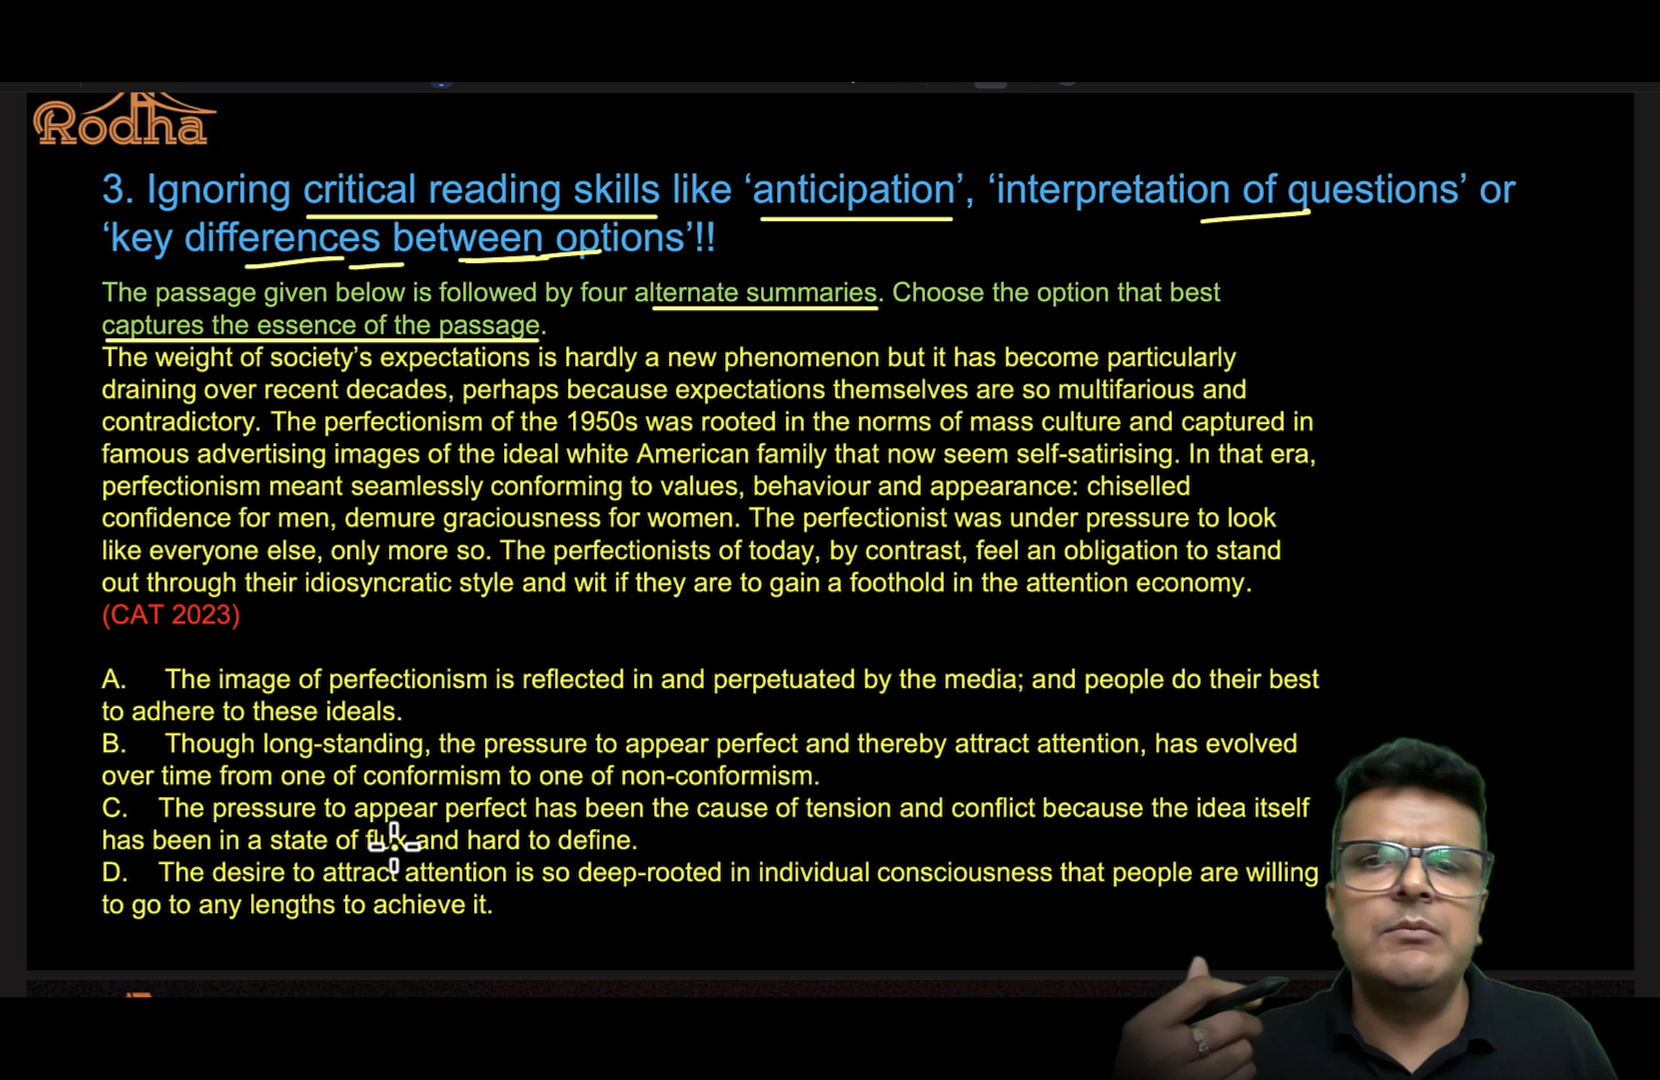 Rodha
3. Ignoring critical reading skills like ‘anticipation’, ‘interpretation of questions’ or
‘key differences between options’!!
The passage given below is followed by four alternate summaries. Choose the option that best
captures the essence of the passage.
The weight of society’s expectations is hardly a new phenomenon but it has become particularly
draining over recent decades, perhaps because expectations themselves are so multifarious and
contradictory. The perfectionism of the 1950s was rooted in the norms of mass culture and captured in
famous advertising images of the ideal white American family that now seem self-satirising. In that era,
perfectionism meant seamlessly conforming to values, behaviour and appearance: chiselled
confidence for men, demure graciousness for women. The perfectionist was under pressure to look
like everyone else, only more so. The perfectionists of today, by contrast, feel an obligation to stand
out through their idiosyncratic style and wit if they are to gain a foothold in the attention economy.
(CAT 2023)
A. The image of perfectionism is reflected in and perpetuated by the media; and people do their best
to adhere to these ideals.
B. Though long-standing, the pressure to appear perfect and thereby attract attention, has evolved
over time from one of conformism to one of non-conformism.
C. The pressure to appear perfect has been the cause of tension and conflict because the idea itself
has been in a state of flux and hard to define.
D. The desire to attract attention is so deep-rooted in individual consciousness that people are willing
to go to any lengths to achieve it.